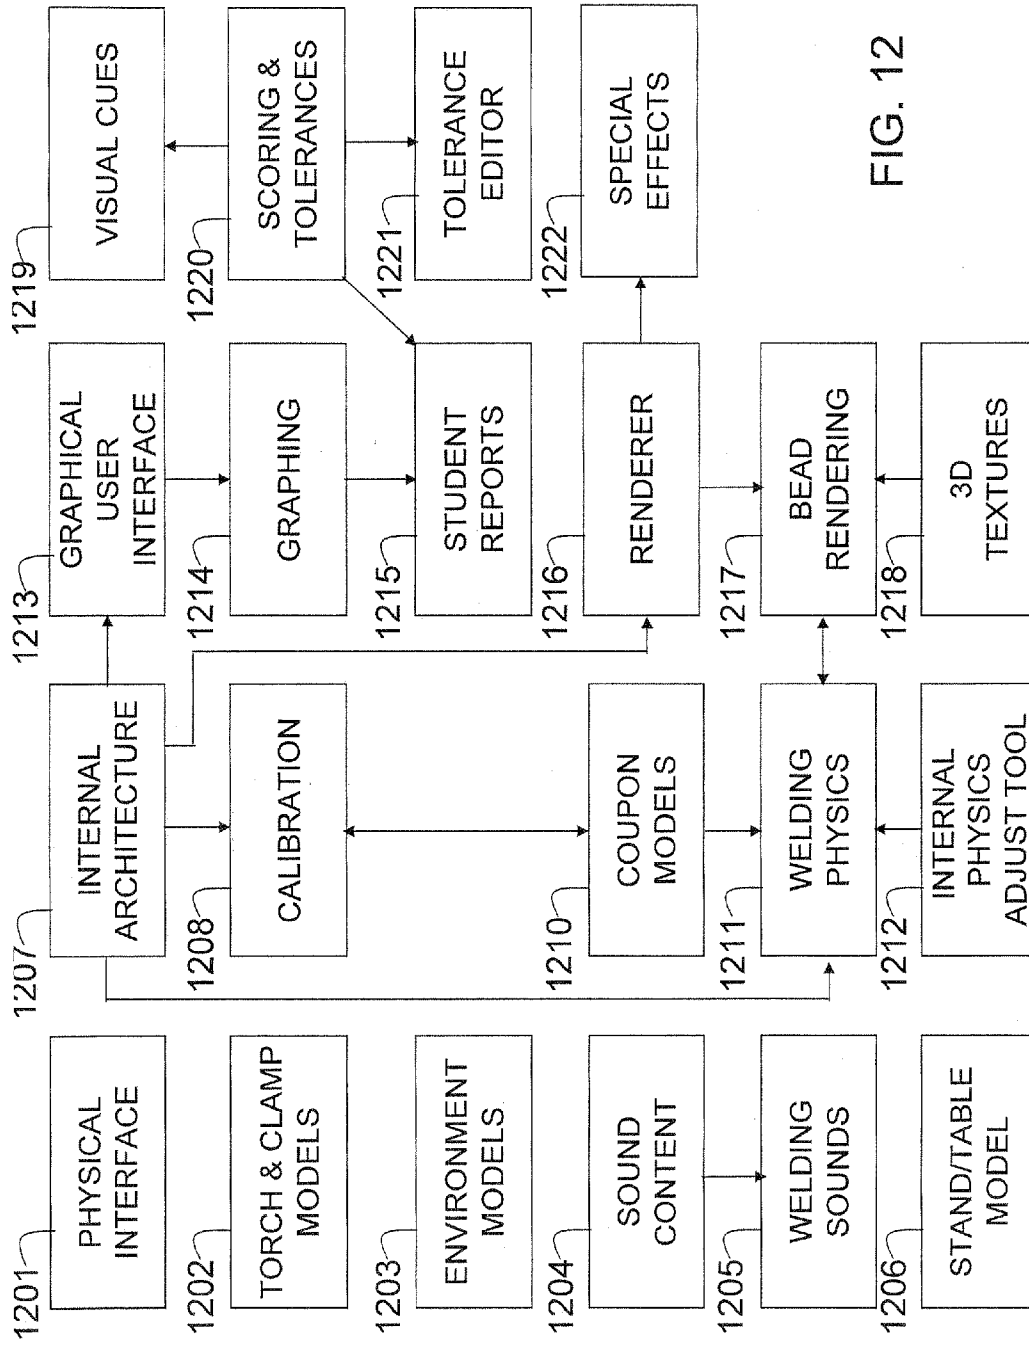 1201
PHYSICAL
INTERFACE
1202
TORCH & CLAMP
MODELS
1203
ENVIRONMENT
MODELS
1204
SOUND
CONTENT
1205
WELDING
SOUNDS
1206
STAND/TABLE
MODEL
1207
INTERNAL
ARCHITECTURE
1208
CALIBRATION
1210
COUPON
MODELS
1211
WELDING
PHYSICS
1212
INTERNAL
PHYSICS
ADJUST TOOL
1213
GRAPHICAL
USER
INTERFACE
1214
GRAPHING
1215
STUDENT
REPORTS
1216
RENDERER
1217
BEAD
RENDERING
1218
3D
TEXTURES
1219
VISUAL CUES
1220
SCORING &
TOLERANCES
1221
TOLERANCE
EDITOR
1222
SPECIAL
EFFECTS
FIG. 12